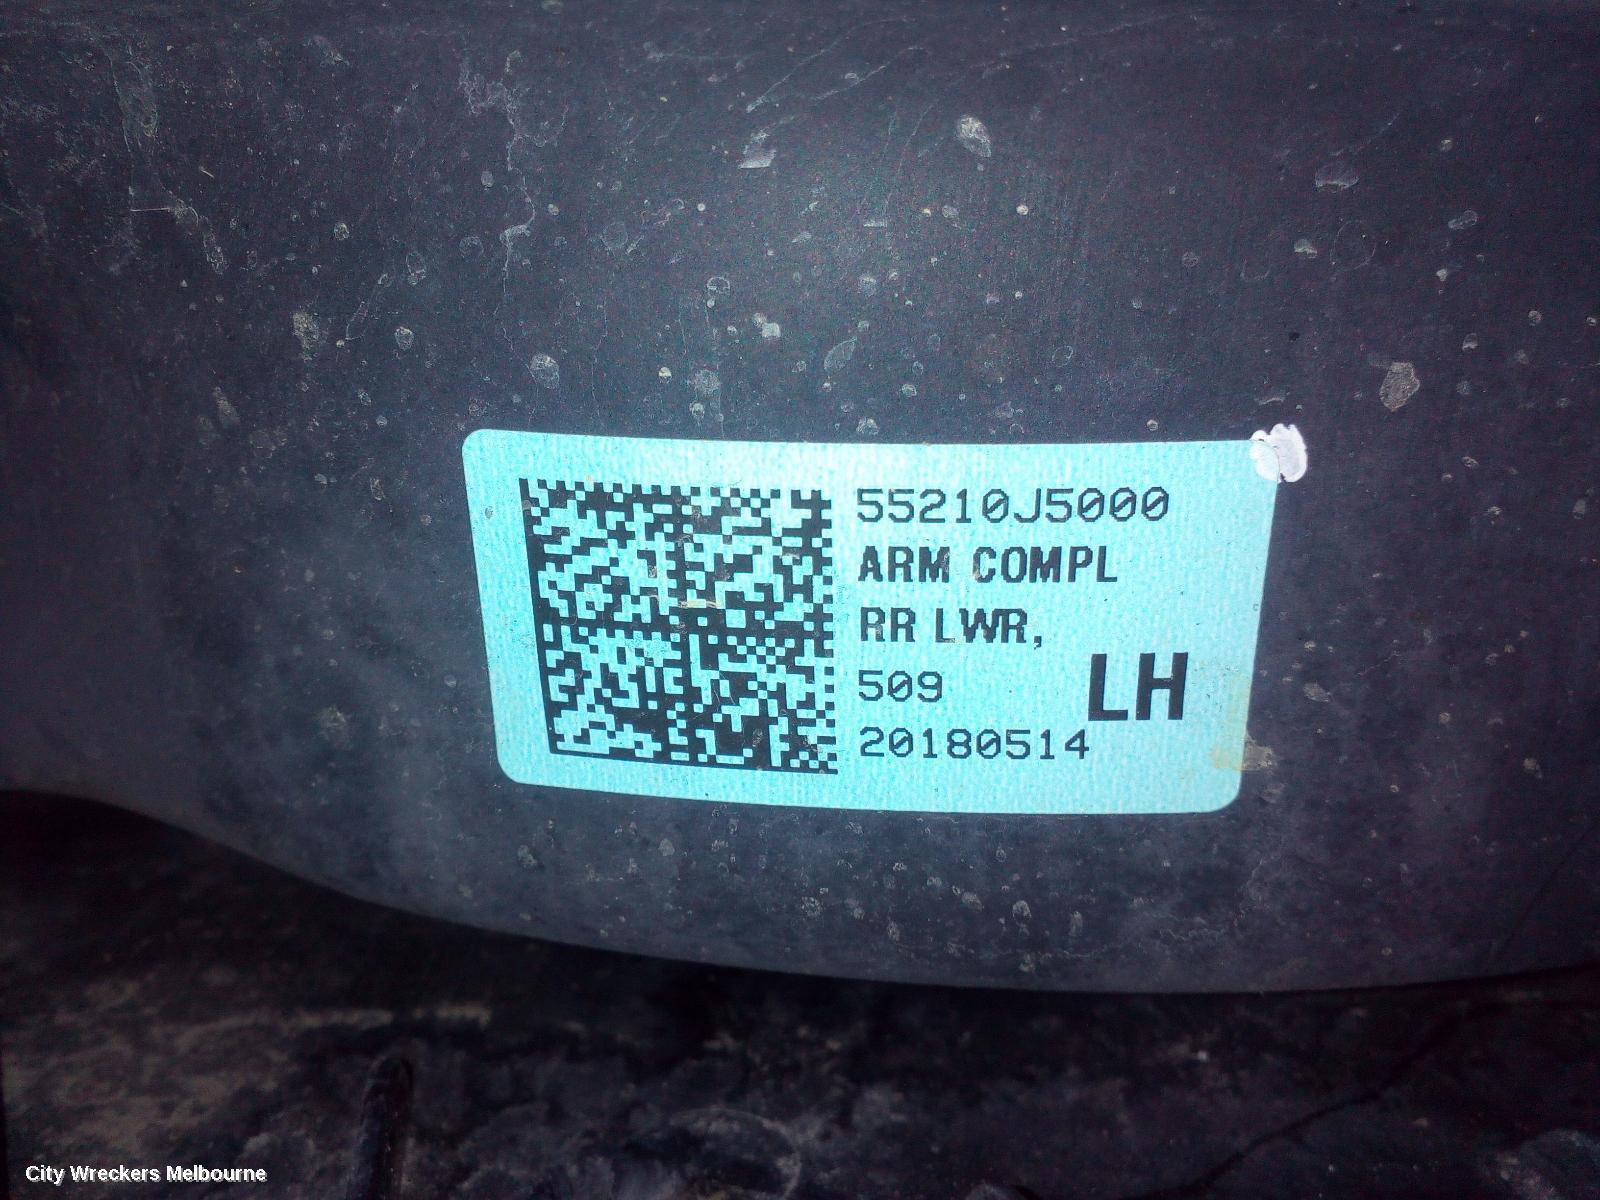 55210J5000
ARM COMPL
RR LWR,
509
LH
20180514
City Wreckers Melbourne